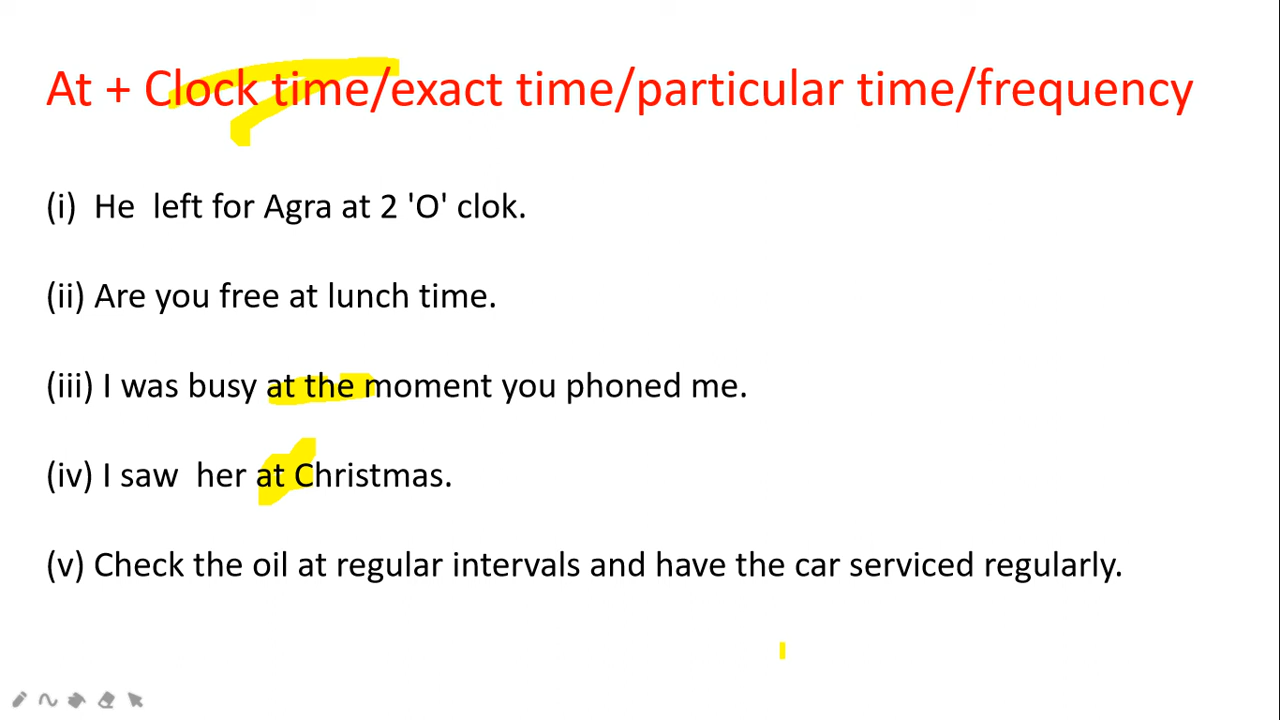 At + Clock time/exact time/particular time/frequency
(i) He left for Agra at 2 'O' clok.
(ii) Are you free at lunch time.
(iii) I was busy at the moment you phoned me.
(iv) I saw her at Christmas.
(v) Check the oil at regular intervals and have the car serviced regularly.